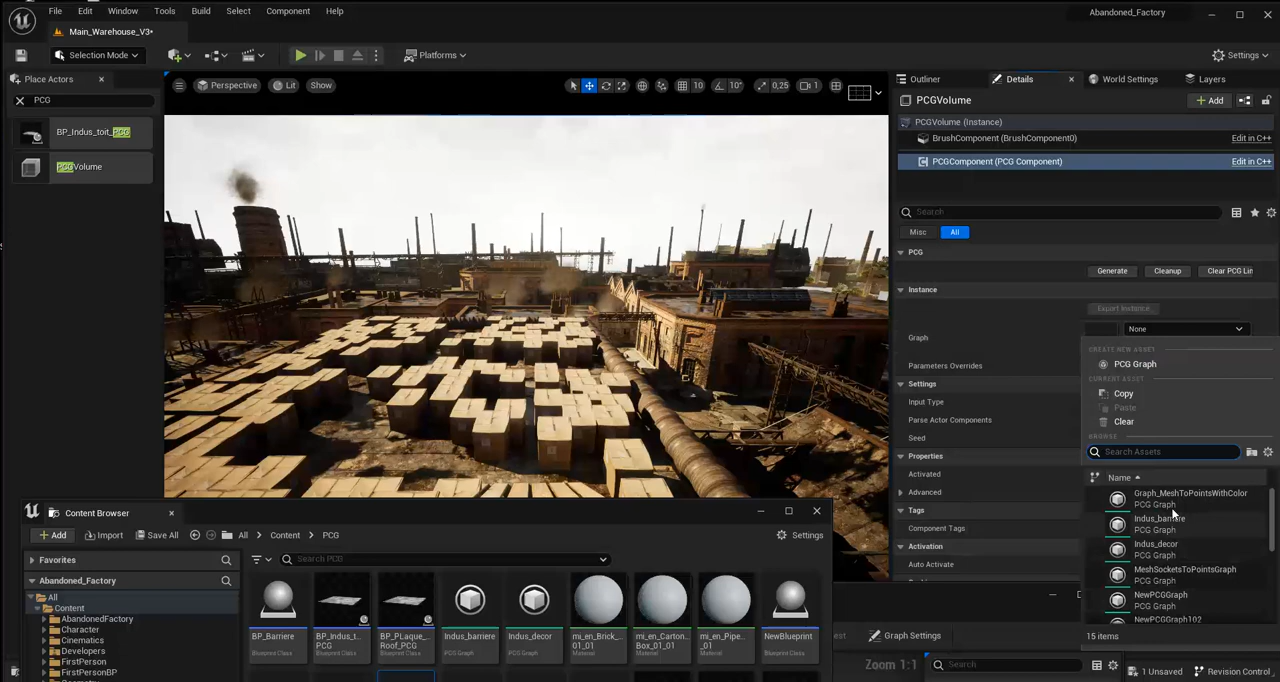 File Edit Window Tools Build Select Component Help
Abandoned_Factory
Main_Warehouse_V3*
Selection Mode
Platforms
Settings
Place Actors
PCG
BP_Indus_toit_PCG
PCGVolume
Perspective Lit Show
10 10° 0,25 1
Outliner Details World Settings Layers
PCGVolume
Add
PCGVolume (Instance)
BrushComponent (BrushComponent0) Edit in C++
PCGComponent (PCG Component) Edit in C++
Search
Misc All
PCG
Generate Cleanup Clear PCG Lin
Instance
Export Instance...
Graph
None
Parameters Overrides
Settings
Input Type
Parse Actor Components
Seed
Properties
Activated
Advanced
Tags
Component Tags
Activation
Auto Activate
CREATE NEW ASSET
PCG Graph
CURRENT ASSET
Copy
Paste
Clear
BROWSE
Search Assets
Name
Graph_MeshToPointsWithColor
PCG Graph
Indus_barriere
PCG Graph
Indus_decor
PCG Graph
MeshSocketsToPointsGraph
PCG Graph
NewPCGGraph
PCG Graph
NewPCGGraph102
15 items
Content Browser
Add Import Save All All Content PCG Settings
Favorites
Search PCG
Abandoned_Factory
All
Content
AbandonedFactory
Character
Cinematics
Developers
FirstPerson
FirstPersonBP
BP_Barriere
Blueprint Class
BP_Indus_t...
PCG
Blueprint Class
BP_PLaque_...
Roof_PCG
Blueprint Class
Indus_barriere
PCG Graph
Indus_decor
PCG Graph
mi_en_Brick_...
01_01
Material
mi_en_Carton...
Box_01_01
Material
mi_en_Pipe_...
_01
Material
NewBlueprint
Blueprint Class
est Graph Settings
Zoom 1:1
Search
1 Unsaved Revision Control